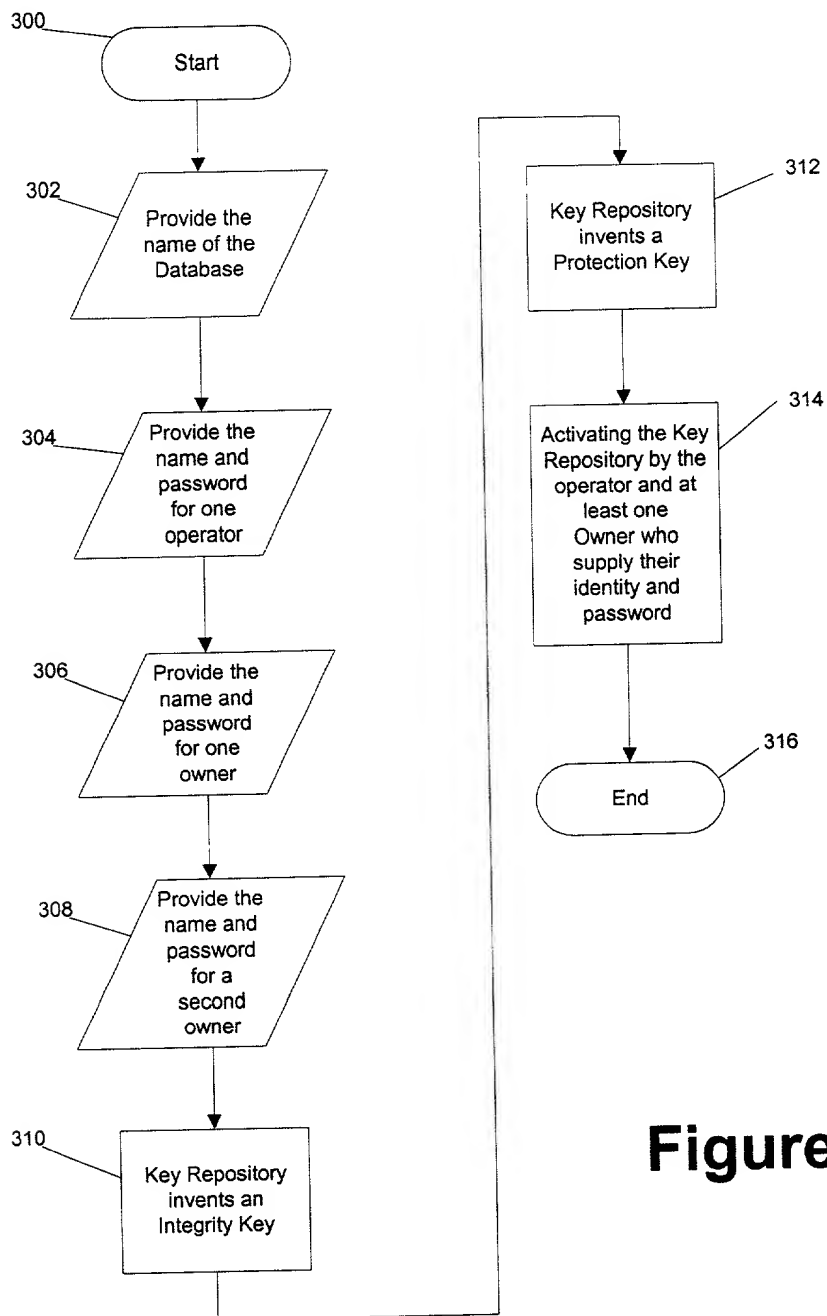 300
Start
302
Provide the
name of the
Database
304
Provide the
name and
password
for one
operator
306
Provide the
name and
password
for one
owner
308
Provide the
name and
password
for a
second
owner
310
Key Repository
invents an
Integrity Key
312
Key Repository
invents a
Protection Key
314
Activating the Key
Repository by the
operator and at
least one
Owner who
supply their
identity and
password
316
End
Figure